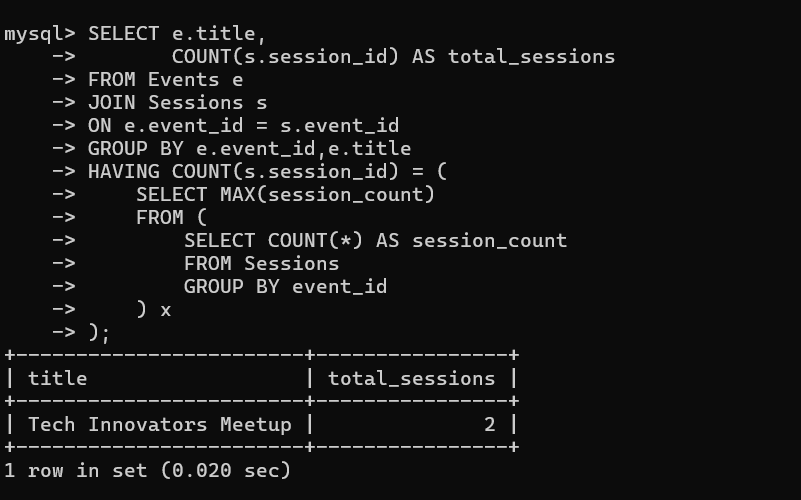 mysql> SELECT e.title,
    ->        COUNT(s.session_id) AS total_sessions
    -> FROM Events e
    -> JOIN Sessions s
    -> ON e.event_id = s.event_id
    -> GROUP BY e.event_id,e.title
    -> HAVING COUNT(s.session_id) = (
    ->     SELECT MAX(session_count)
    ->     FROM (
    ->         SELECT COUNT(*) AS session_count
    ->         FROM Sessions
    ->         GROUP BY event_id
    ->     ) x
    -> );
+------------------------+----------------+
| title                  | total_sessions |
+------------------------+----------------+
| Tech Innovators Meetup |              2 |
+------------------------+----------------+
1 row in set (0.020 sec)